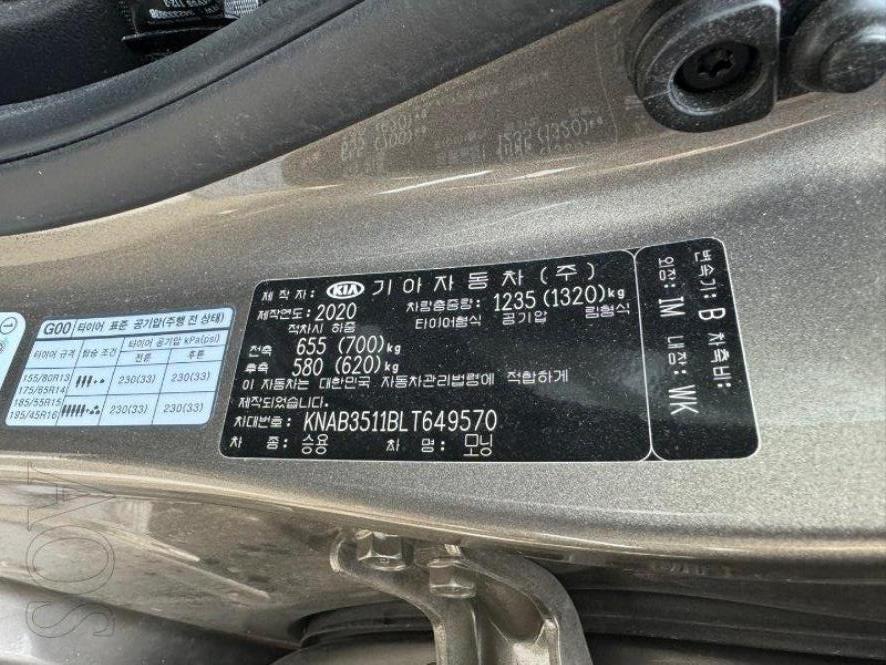 G00 타이어 표준 공기압(주행 전 상태)
타이어 규격 탑승 조건 타이어 공기압 kPa(psi)
전륜 후륜
155/80R13
175/65R14
185/55R15
195/45R16
230(33) 230(33)
230(33) 230(33)
제작자: KIA 기아자동차(주)
제작연도: 2020 차량총중량: 1235 (1320)kg
적차시 하중 타이어형식 공기압 림형식
전축 655 (700)kg
후축 580 (620)kg
이 자동차는 대한민국 자동차관리법령에 적합하게
제작되었습니다.
차대번호: KNAB3511BLT649570
차 종: 승용 차 명: 모닝
변속기: B 차축비:
외장: IM 내장: WK
SOV